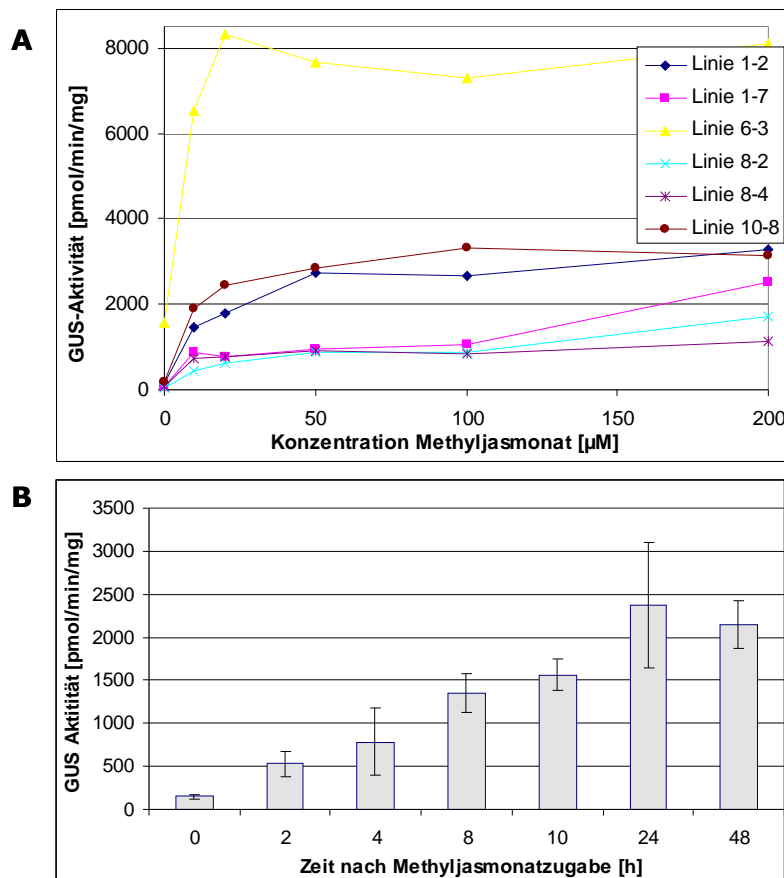 A
GUS-Aktivität [pmol/min/mg]
8000
6000
4000
2000
0
0 50 100 150 200
Konzentration Methyljasmonat [µM]
Linie 1-2
Linie 1-7
Linie 6-3
Linie 8-2
Linie 8-4
Linie 10-8
B
GUS Aktitität [pmol/min/mg]
3500
3000
2500
2000
1500
1000
500
0
0 2 4 8 10 24 48
Zeit nach Methyljasmonatzugabe [h]